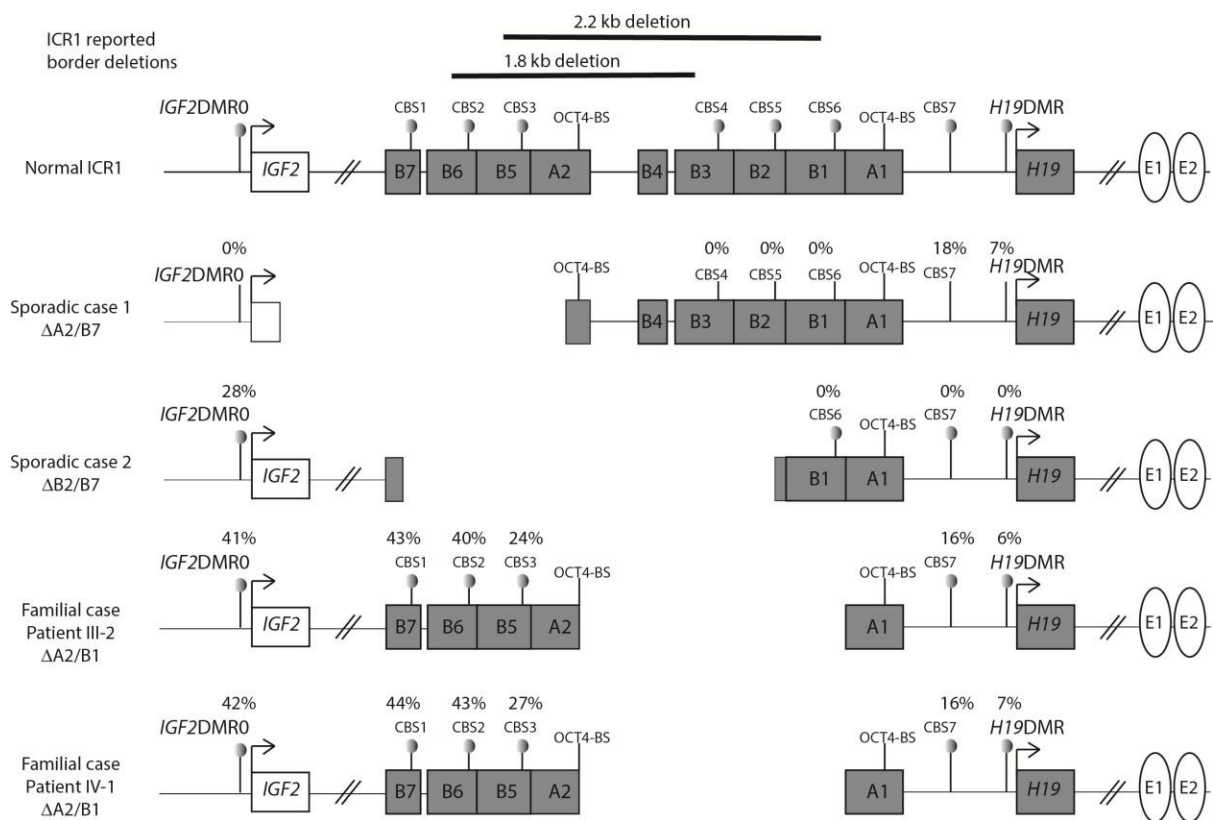 2.2 kb deletion
ICR1 reported
border deletions
1.8 kb deletion
IGF2DMR0
CBS1
CBS2
CBS3
OCT4-BS
CBS4
CBS5
CBS6
OCT4-BS
CBS7
H19DMR
Normal ICR1
IGF2
B7
B6
B5
A2
B4
B3
B2
B1
A1
H19
E1
E2
0%
0%
0%
0%
18%
7%
IGF2DMR0
OCT4-BS
CBS4
CBS5
CBS6
OCT4-BS
CBS7
H19DMR
Sporadic case 1
ΔA2/B7
B4
B3
B2
B1
A1
H19
E1
E2
28%
0%
0%
0%
IGF2DMR0
CBS6
OCT4-BS
CBS7
H19DMR
Sporadic case 2
ΔB2/B7
IGF2
B1
A1
H19
E1
E2
41%
43%
40%
24%
16%
6%
IGF2DMR0
CBS1
CBS2
CBS3
OCT4-BS
OCT4-BS
CBS7
H19DMR
Familial case
Patient III-2
ΔA2/B1
IGF2
B7
B6
B5
A2
A1
H19
E1
E2
42%
44%
43%
27%
16%
7%
IGF2DMR0
CBS1
CBS2
CBS3
OCT4-BS
OCT4-BS
CBS7
H19DMR
Familial case
Patient IV-1
ΔA2/B1
IGF2
B7
B6
B5
A2
A1
H19
E1
E2